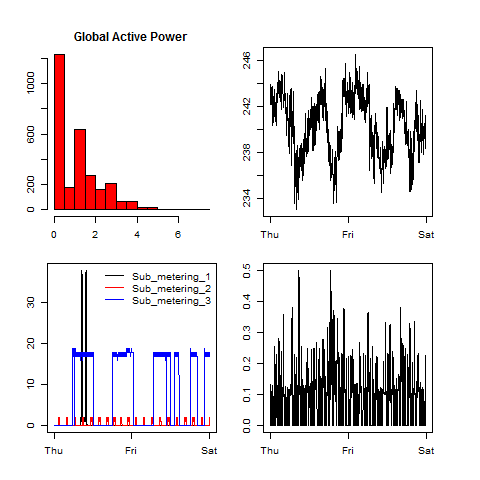 Global Active Power
1000
600
200
0
0 2 4 6
246
242
238
234
Thu Fri Sat
Sub_metering_1
Sub_metering_2
Sub_metering_3
30
20
10
0
Thu Fri Sat
0.5
0.4
0.3
0.2
0.1
0.0
Thu Fri Sat